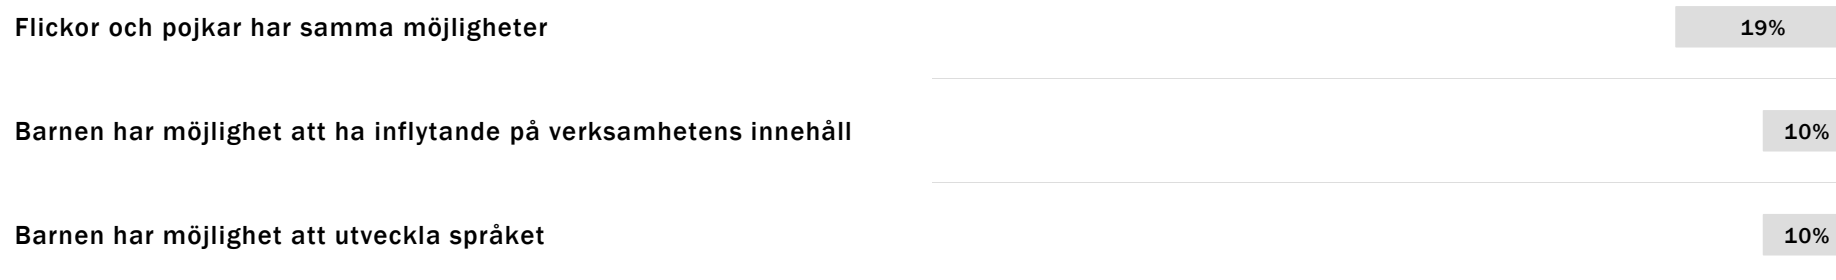 Flickor och pojkar har samma möjligheter 19%
Barnen har möjlighet att ha inflytande på verksamhetens innehåll 10%
Barnen har möjlighet att utveckla språket 10%